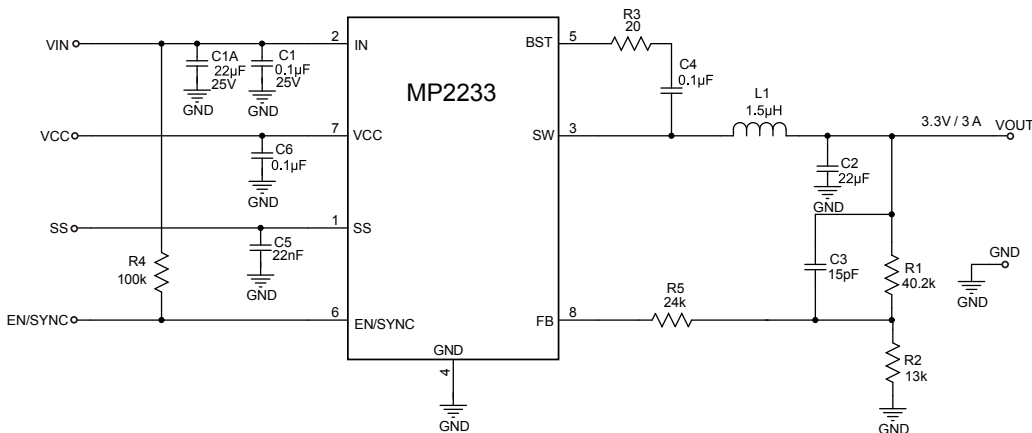 VIN
2
IN
C1A
22µF
25V
GND
C1
0.1µF
25V
GND
MP2233
BST
5
R3
20
C4
0.1µF
VCC
7
VCC
C6
0.1µF
GND
SW
3
L1
1.5µH
3.3V / 3 A
VOUT
C2
22µF
GND
SS
1
SS
C5
22nF
GND
R4
100k
C3
15pF
R1
40.2k
GND
GND
EN/SYNC
6
EN/SYNC
FB
8
R5
24k
GND
4
GND
R2
13k
GND